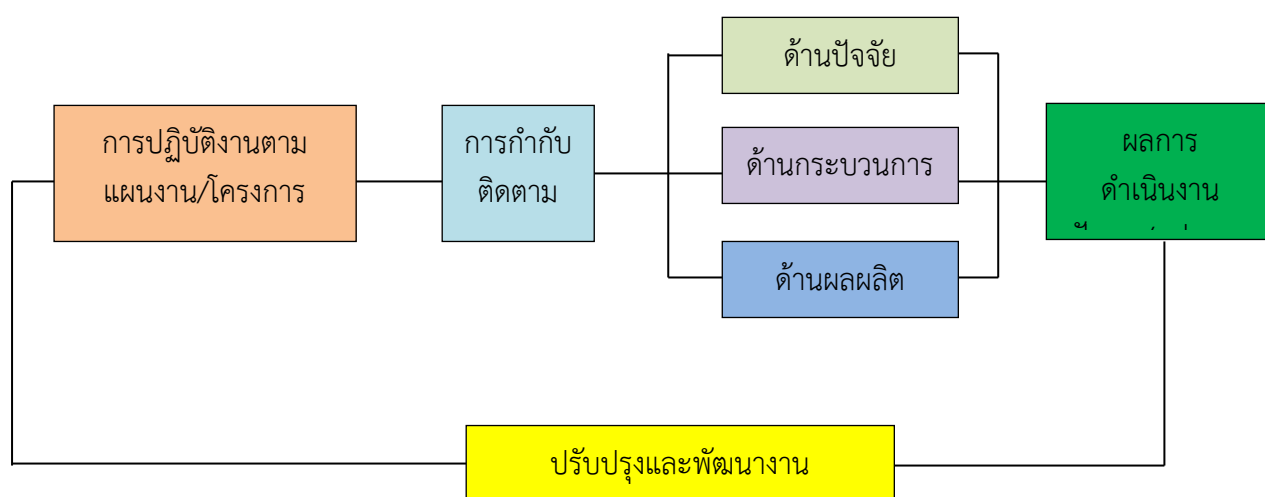 ด้านปัจจัย
การปฏิบัติงานตาม
แผนงาน/โครงการ
การกำกับ
ติดตาม
ด้านกระบวนการ
ผลการ
ดำเนินงาน
ด้านผลผลิต
ปรับปรุงและพัฒนางาน